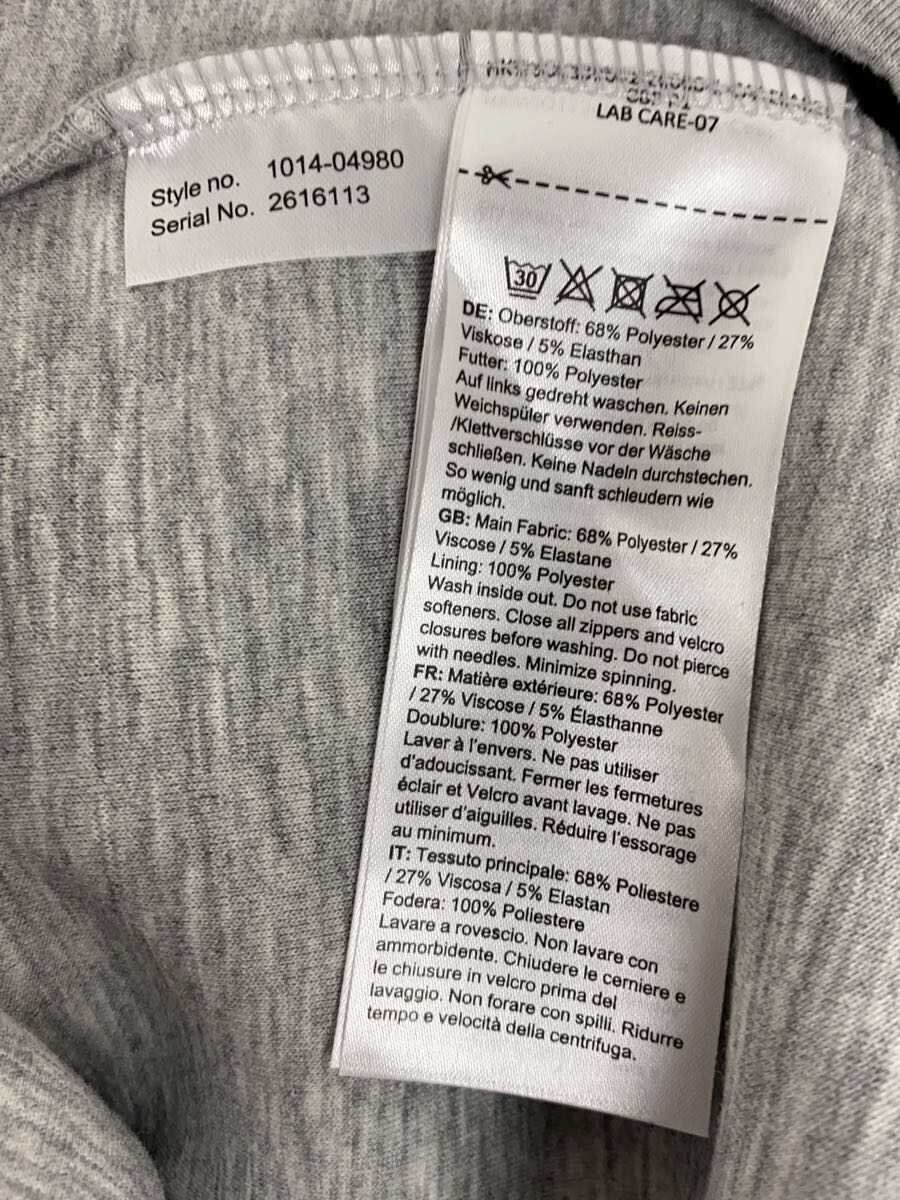 Style no. 1014-04980
Serial No. 2616113
LAB CARE-07
30
DE: Oberstoff: 68% Polyester / 27%
Viskose / 5% Elasthan
Futter: 100% Polyester
Auf links gedreht waschen. Keinen
Weichspüler verwenden. Reiss-
/Klettverschlüsse vor der Wäsche
schließen. Keine Nadeln durchstechen.
So wenig und sanft schleudern wie
möglich.
GB: Main Fabric: 68% Polyester / 27%
Viscose / 5% Elastane
Lining: 100% Polyester
Wash inside out. Do not use fabric
softeners. Close all zippers and velcro
closures before washing. Do not pierce
with needles. Minimize spinning.
FR: Matière extérieure: 68% Polyester
/ 27% Viscose / 5% Élasthanne
Doublure: 100% Polyester
Laver à l'envers. Ne pas utiliser
d'adoucissant. Fermer les fermetures
éclair et Velcro avant lavage. Ne pas
utiliser d'aiguilles. Réduire l'essorage
au minimum.
IT: Tessuto principale: 68% Poliestere
/ 27% Viscosa / 5% Elastan
Fodera: 100% Poliestere
Lavare a rovescio. Non lavare con
ammorbidente. Chiudere le cerniere e
le chiusure in velcro prima del
lavaggio. Non forare con spilli. Ridurre
tempo e velocità della centrifuga.